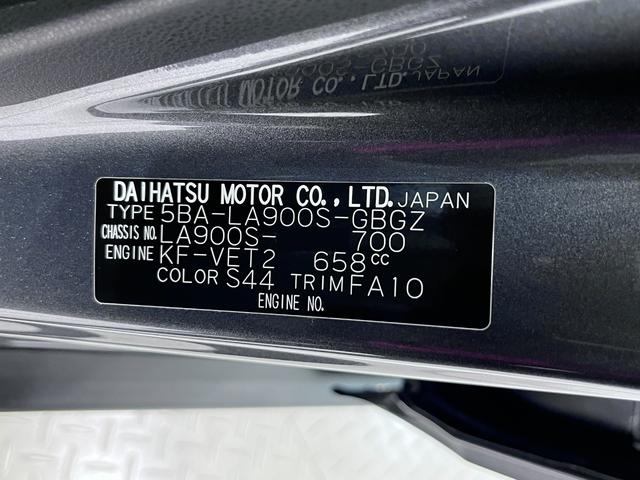 DAIHATSU MOTOR CO.,LTD. JAPAN
TYPE 5BA-LA900S-GBGZ
CHASSIS NO. LA900S- 700
ENGINE KF-VET2 658CC
COLOR S44 TRIM FA10
ENGINE NO.